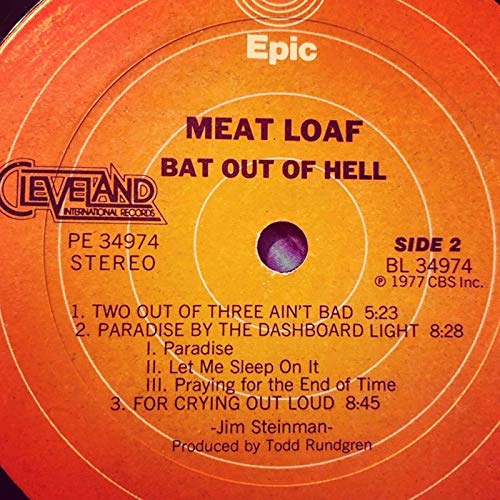 Epic
MEAT LOAF
BAT OUT OF HELL
CLEVELAND
INTERNATIONAL RECORDS
PE 34974
STEREO
SIDE 2
BL 34974
℗ 1977 CBS Inc.
1. TWO OUT OF THREE AIN'T BAD 5:23
2. PARADISE BY THE DASHBOARD LIGHT 8:28
I. Paradise
II. Let Me Sleep On It
III. Praying for the End of Time
3. FOR CRYING OUT LOUD 8:45
-Jim Steinman-
Produced by Todd Rundgren